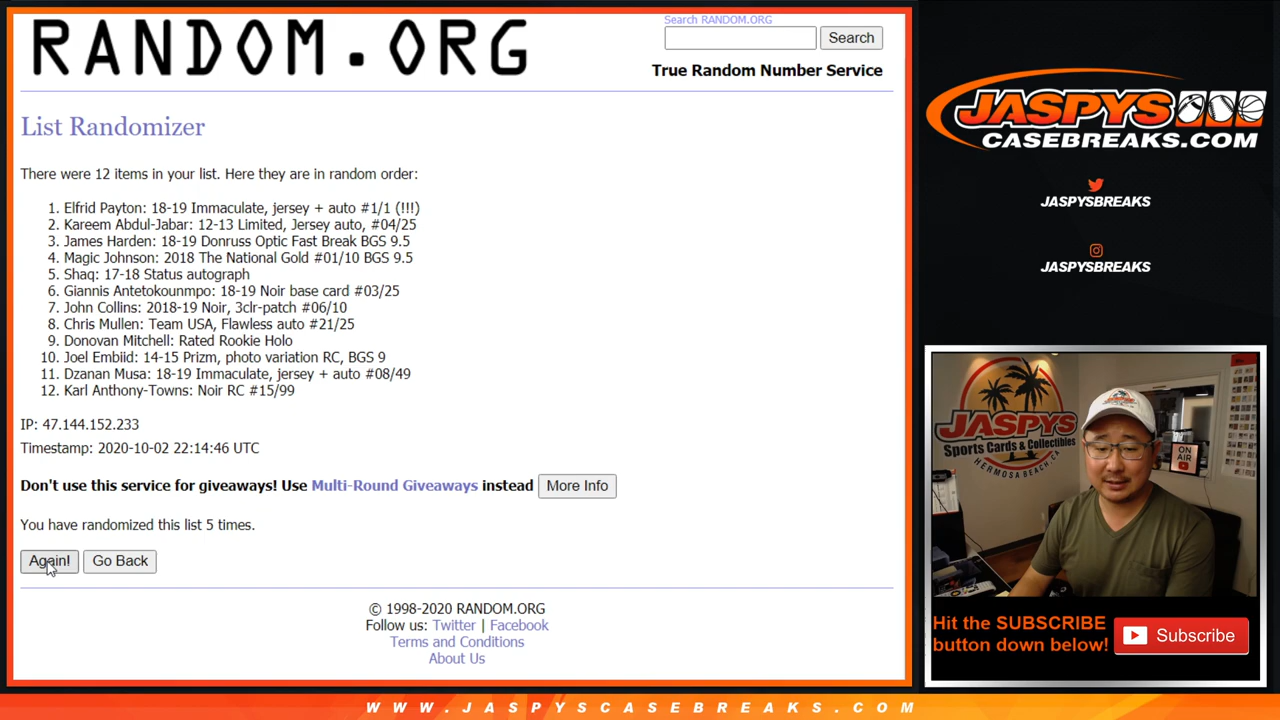 RANDOM.ORG
Search RANDOM.ORG
Search
True Random Number Service
List Randomizer
There were 12 items in your list. Here they are in random order:
1. Elfrid Payton: 18-19 Immaculate, jersey + auto #1/1 (!!!)
2. Kareem Abdul-Jabar: 12-13 Limited, Jersey auto, #04/25
3. James Harden: 18-19 Donruss Optic Fast Break BGS 9.5
4. Magic Johnson: 2018 The National Gold #01/10 BGS 9.5
5. Shaq: 17-18 Status autograph
6. Giannis Antetokounmpo: 18-19 Noir base card #03/25
7. John Collins: 2018-19 Noir, 3clr-patch #06/10
8. Chris Mullen: Team USA, Flawless auto #21/25
9. Donovan Mitchell: Rated Rookie Holo
10. Joel Embiid: 14-15 Prizm, photo variation RC, BGS 9
11. Dzanan Musa: 18-19 Immaculate, jersey + auto #08/49
12. Karl Anthony-Towns: Noir RC #15/99
IP: 47.144.152.233
Timestamp: 2020-10-02 22:14:46 UTC
Don't use this service for giveaways! Use Multi-Round Giveaways instead More Info
You have randomized this list 5 times.
Again! Go Back
© 1998-2020 RANDOM.ORG
Follow us: Twitter | Facebook
Terms and Conditions
About Us
JASPYS
CASEBREAKS.COM
JASPYSBREAKS
JASPYSBREAKS
JASPYS
Sports Cards & Collectibles
HERMOSA BEACH, CA
ON AIR
Hit the SUBSCRIBE
button down below!
Subscribe
WWW.JASPYSCASEBREAKS.COM